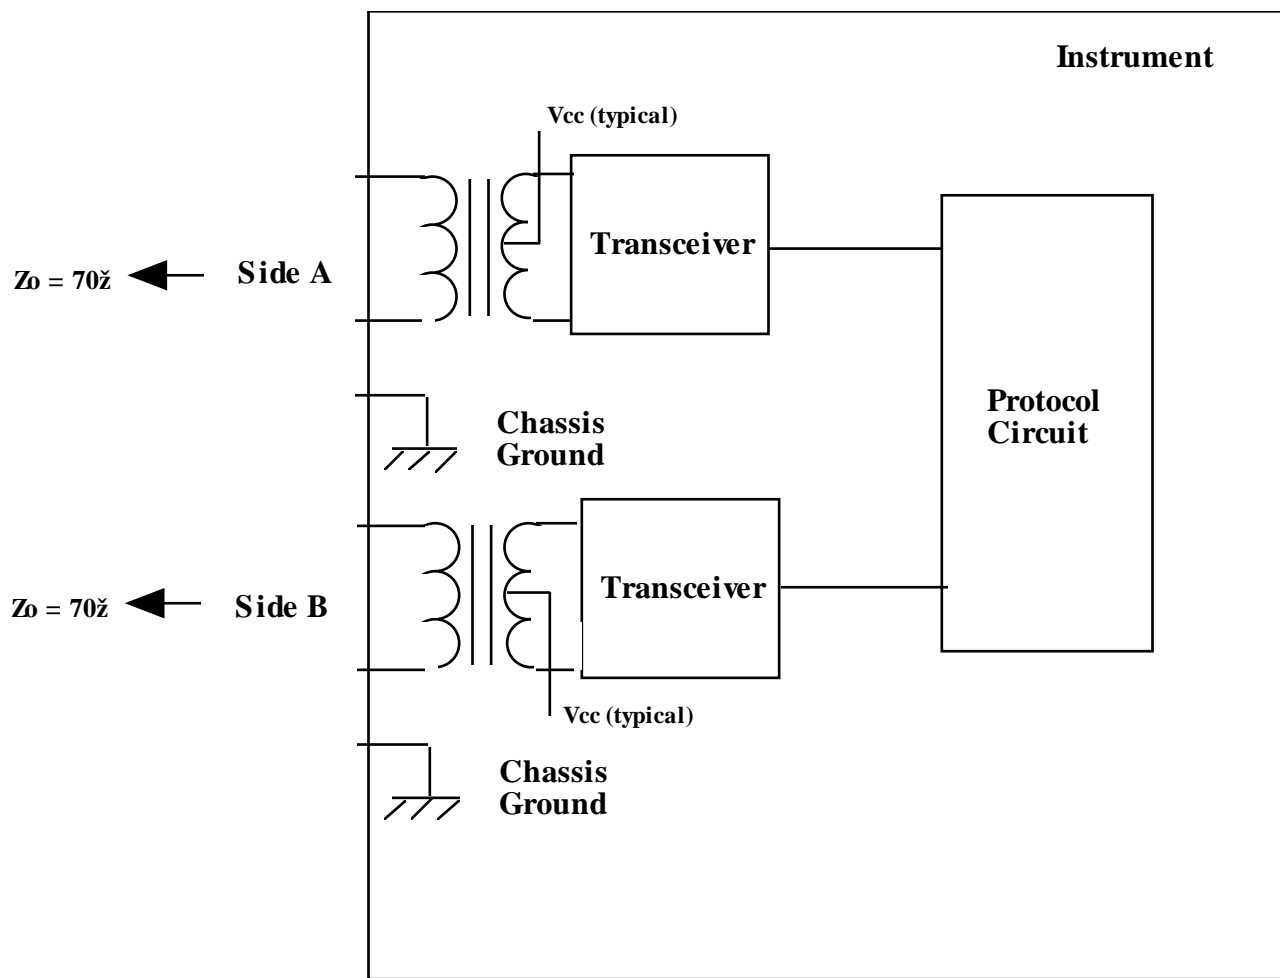 Instrument
Vcc (typical)
Transceiver
Zo = 70ž
Side A
Protocol
Circuit
Chassis
Ground
Transceiver
Zo = 70ž
Side B
Vcc (typical)
Chassis
Ground